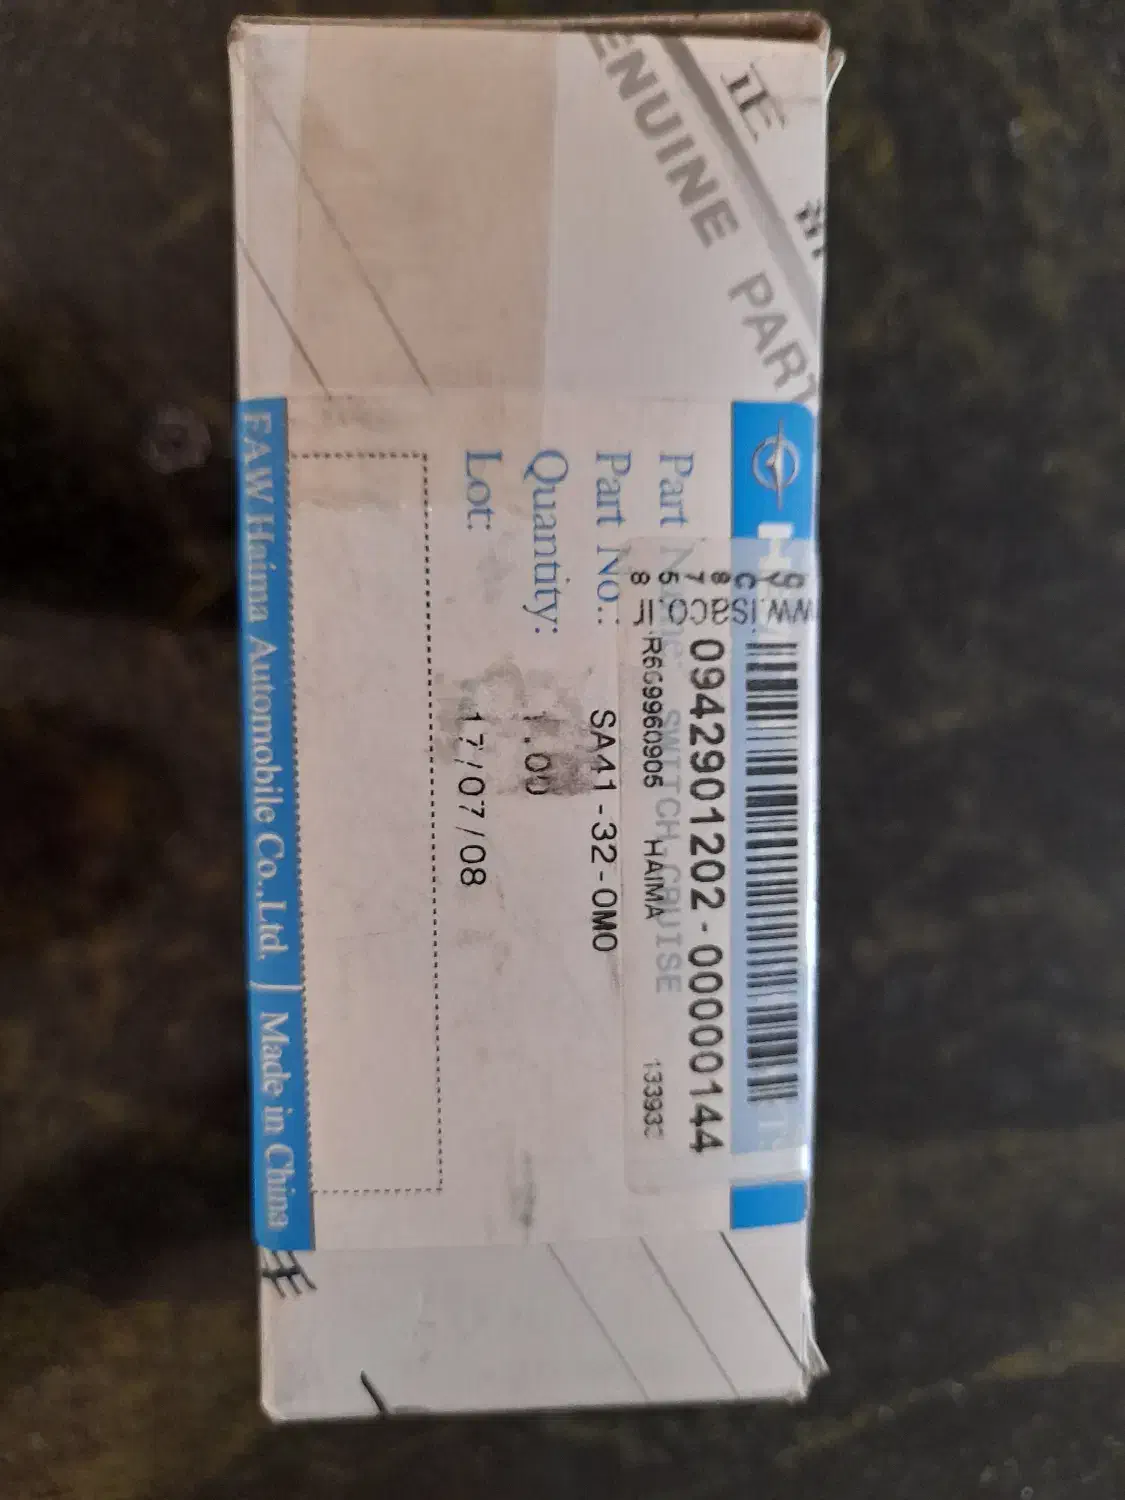 GENUINE PART
正
Part Name: SWITCH,CRUISE
Part No.: SA41-32-0M0
Quantity: 1.00
Lot: 17/07/08
FAW Haima Automobile Co.,Ltd. | Made in China
0942901202-00000144
HAIMA